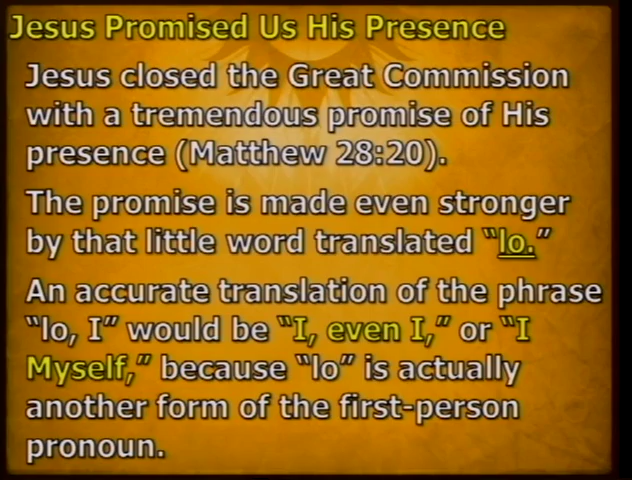 Jesus Promised Us His Presence
Jesus closed the Great Commission
with a tremendous promise of His
presence (Matthew 28:20).
The promise is made even stronger
by that little word translated “lo.”
An accurate translation of the phrase
“lo, I” would be “I, even I,” or “I
Myself,” because “lo” is actually
another form of the first-person
pronoun.